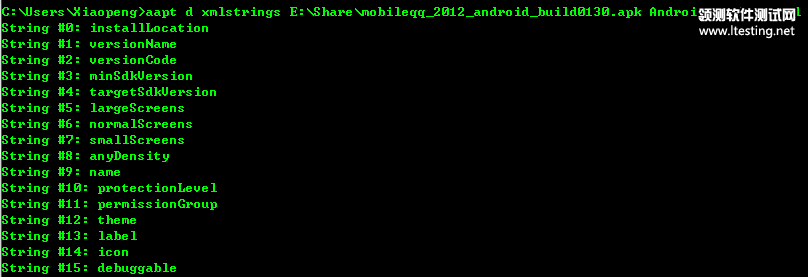 C:\Users\Xiaopeng>aapt d xmlstrings E:\Share\mobileqq_2012_android_build0130.apk
领测软件测试网
www.ltesting.net
String #0: installLocation
String #1: versionName
String #2: versionCode
String #3: minSdkVersion
String #4: targetSdkVersion
String #5: largeScreens
String #6: normalScreens
String #7: smallScreens
String #8: anyDensity
String #9: name
String #10: protectionLevel
String #11: permissionGroup
String #12: theme
String #13: label
String #14: icon
String #15: debuggable